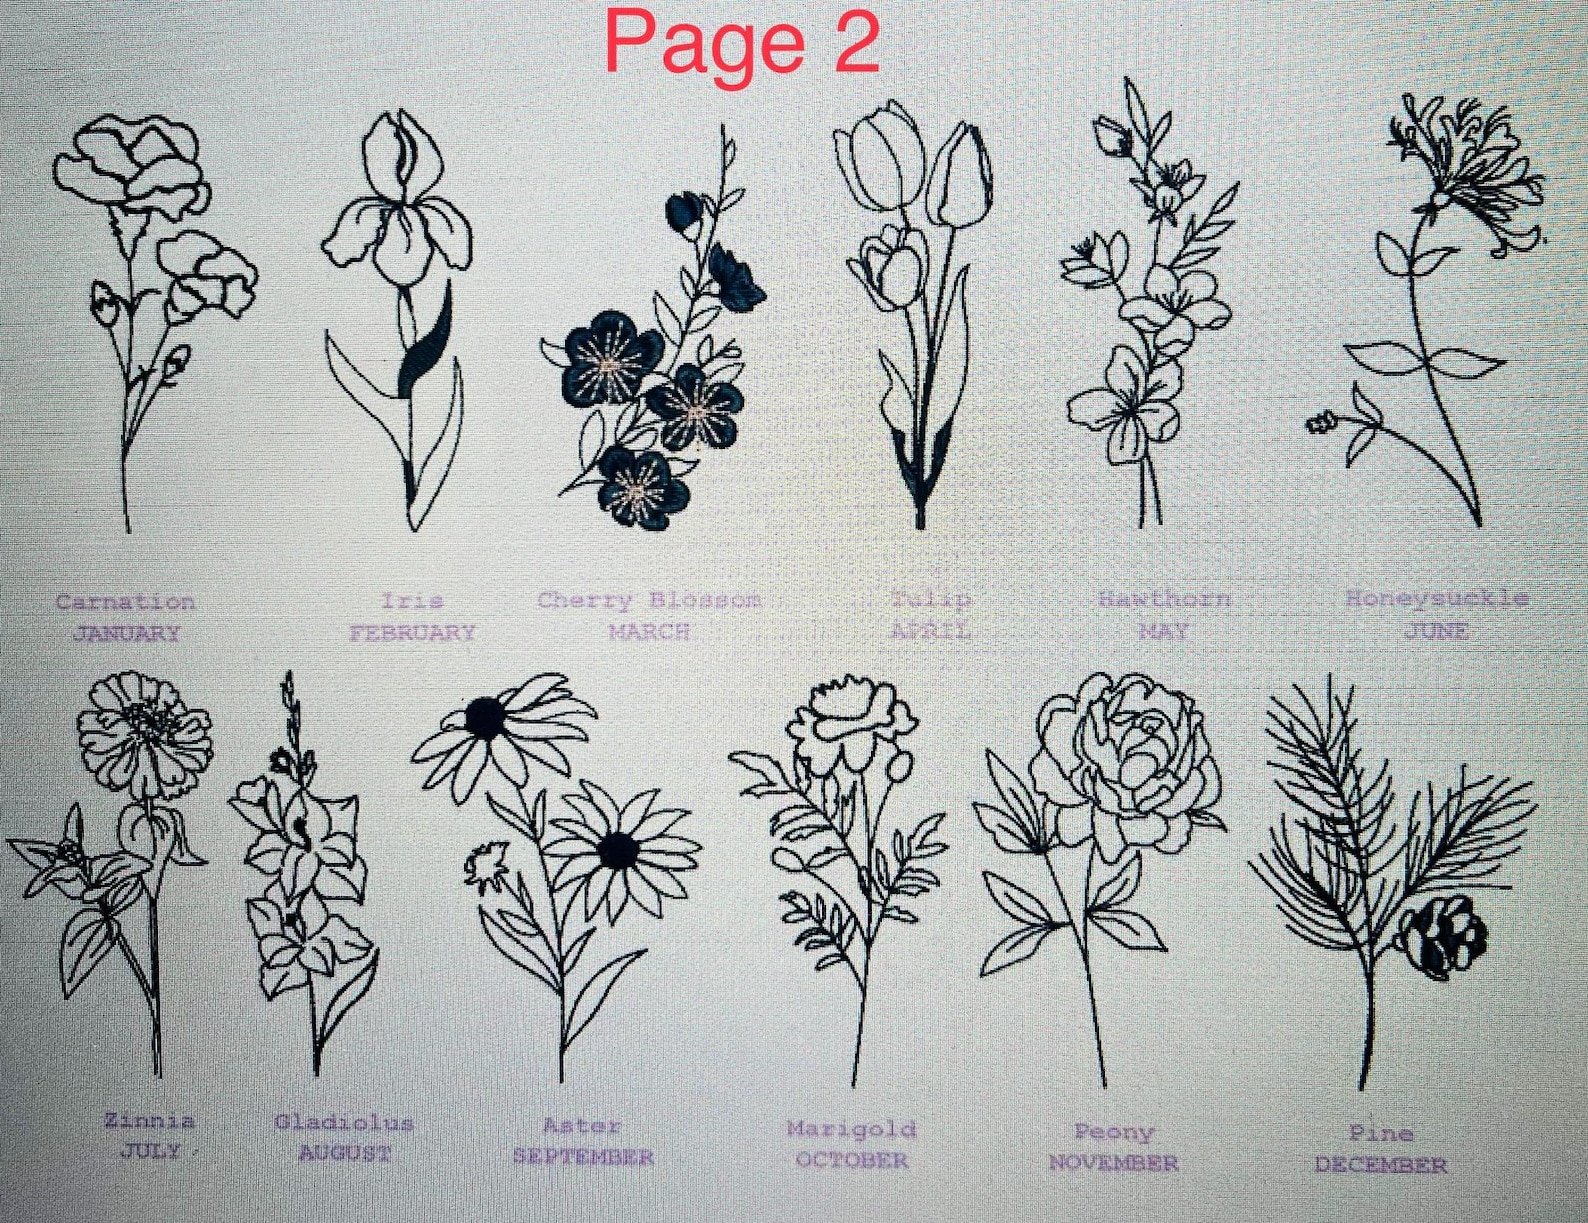 Page 2
Carnation
JANUARY
Iris
FEBRUARY
Cherry Blossom
MARCH
Tulip
APRIL
Hawthorn
MAY
Honeysuckle
JUNE
Zinnia
JULY
Gladiolus
AUGUST
Aster
SEPTEMBER
Marigold
OCTOBER
Peony
NOVEMBER
Pine
DECEMBER